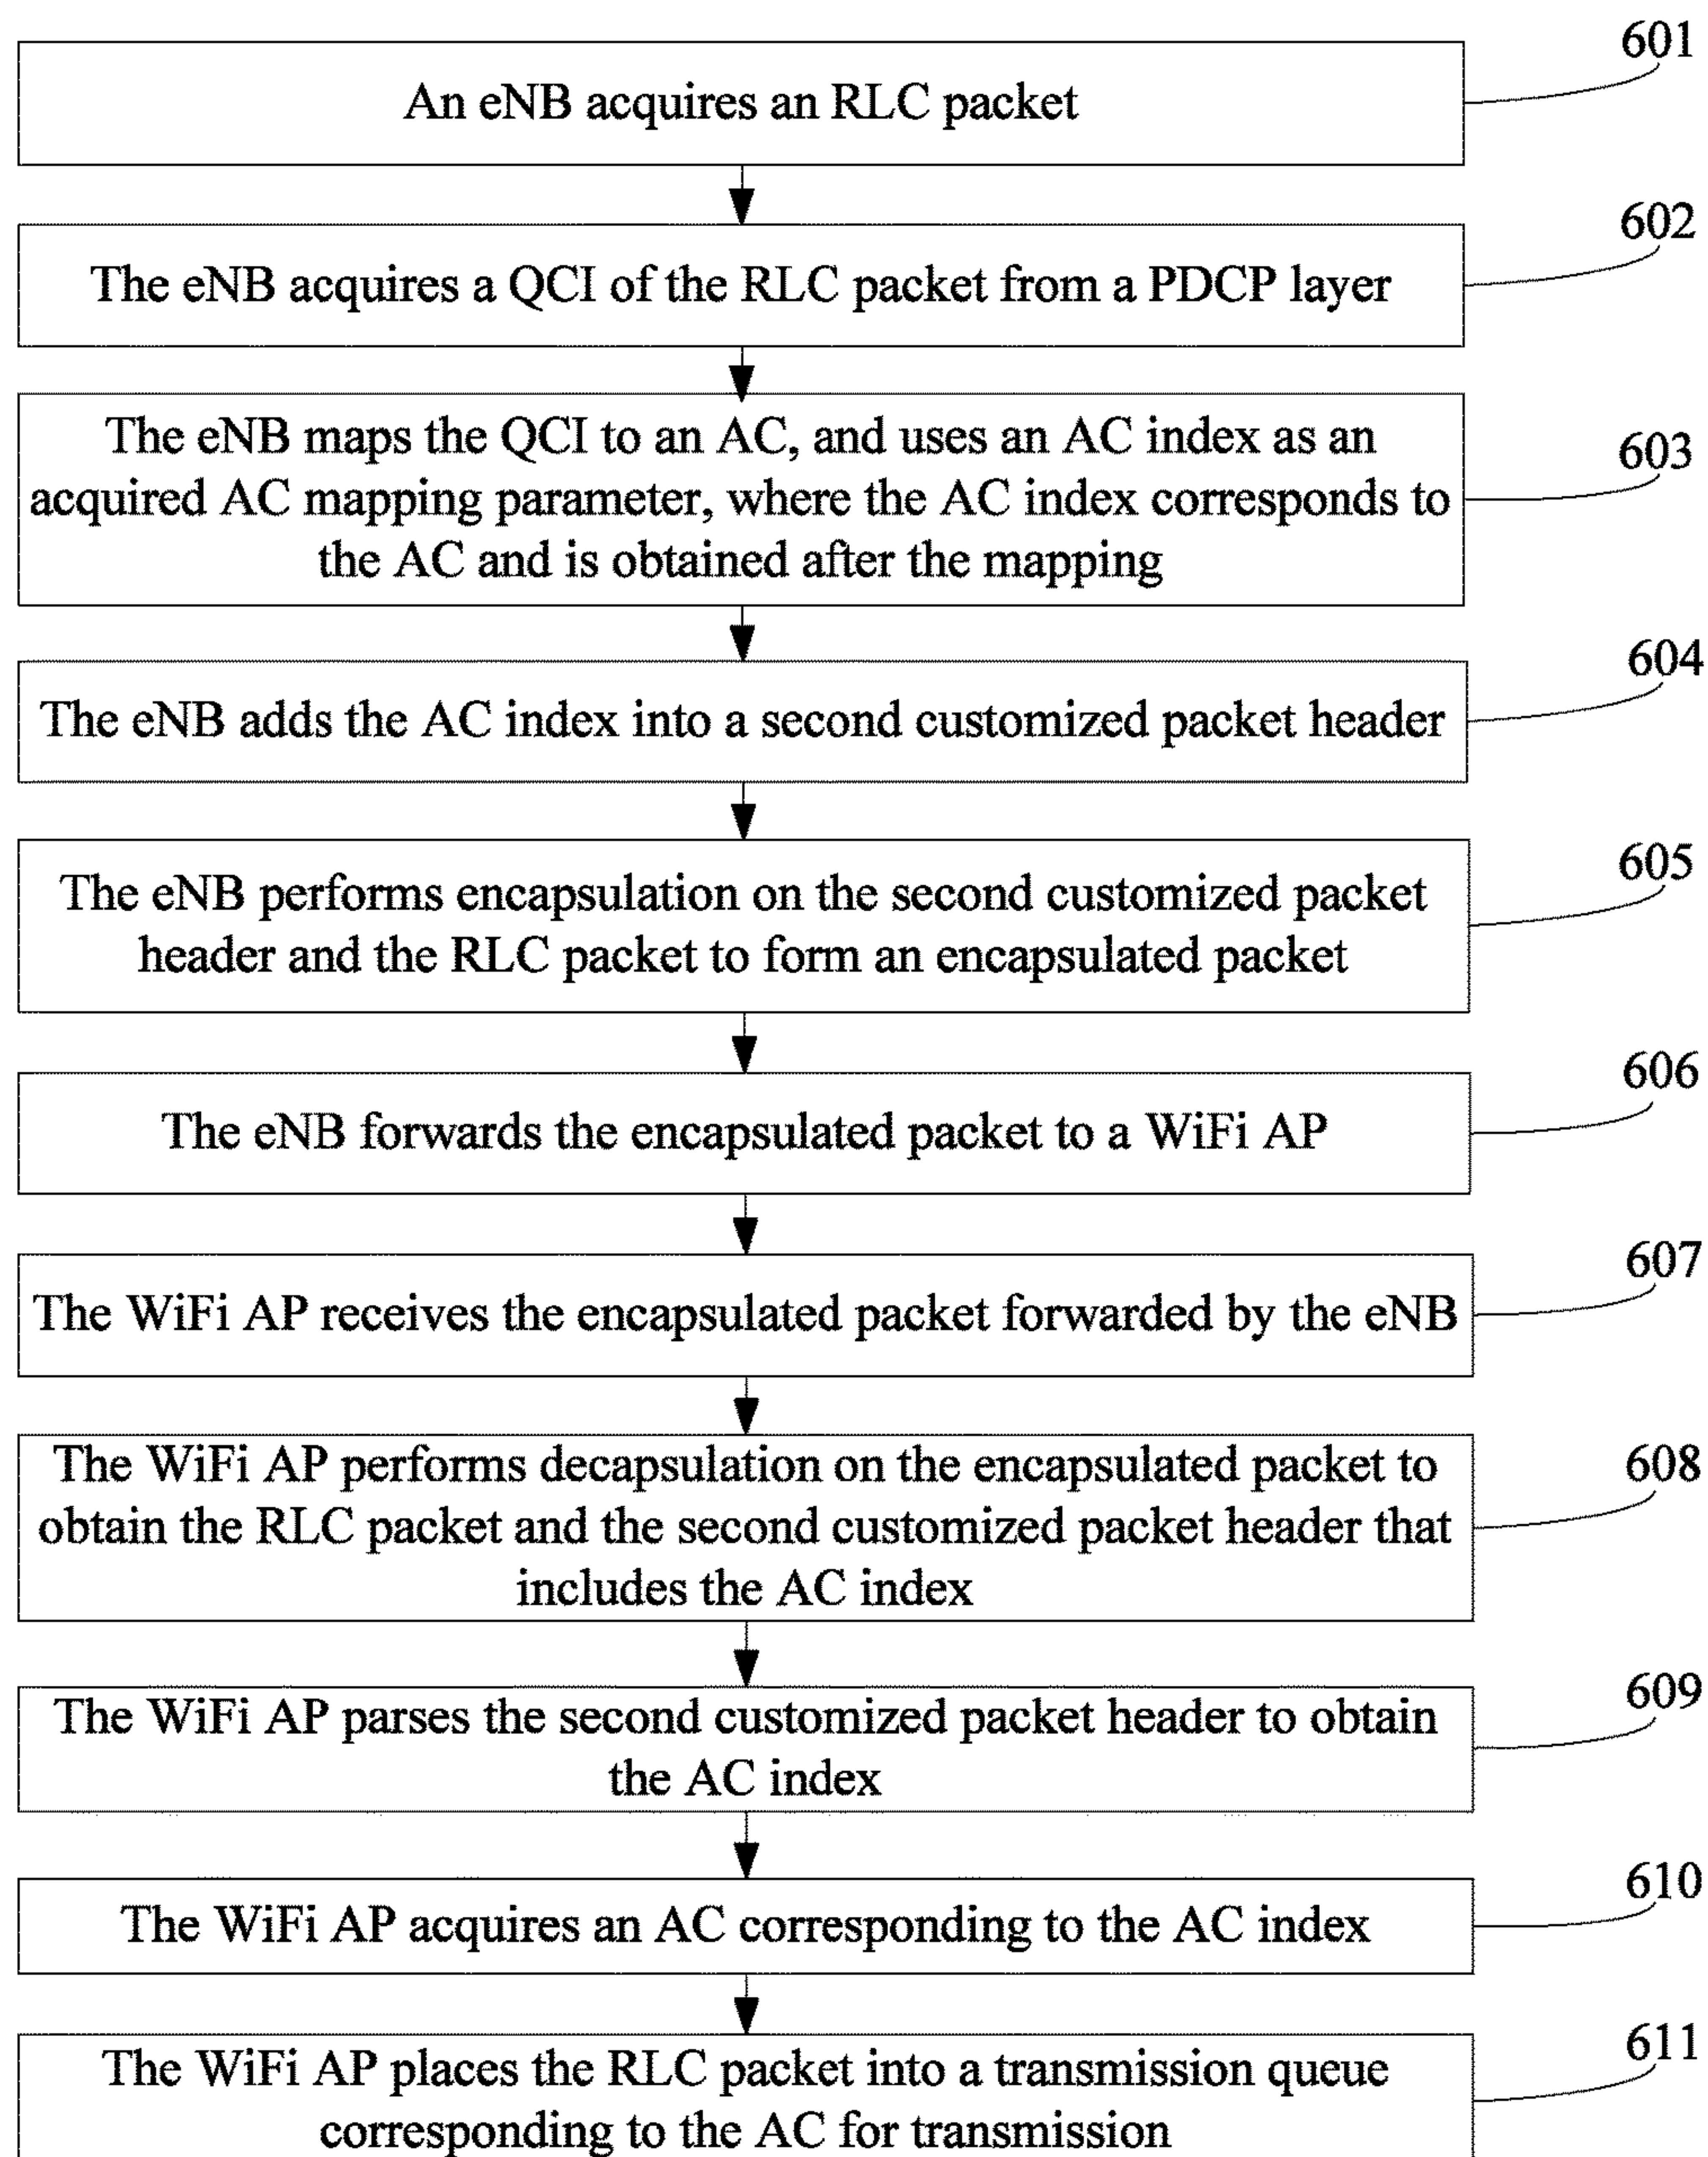 601
An eNB acquires an RLC packet
602
The eNB acquires a QCI of the RLC packet from a PDCP layer
603
The eNB maps the QCI to an AC, and uses an AC index as an
acquired AC mapping parameter, where the AC index corresponds to
the AC and is obtained after the mapping
604
The eNB adds the AC index into a second customized packet header
605
The eNB performs encapsulation on the second customized packet
header and the RLC packet to form an encapsulated packet
606
The eNB forwards the encapsulated packet to a WiFi AP
607
The WiFi AP receives the encapsulated packet forwarded by the eNB
608
The WiFi AP performs decapsulation on the encapsulated packet to
obtain the RLC packet and the second customized packet header that
includes the AC index
609
The WiFi AP parses the second customized packet header to obtain
the AC index
610
The WiFi AP acquires an AC corresponding to the AC index
611
The WiFi AP places the RLC packet into a transmission queue
corresponding to the AC for transmission